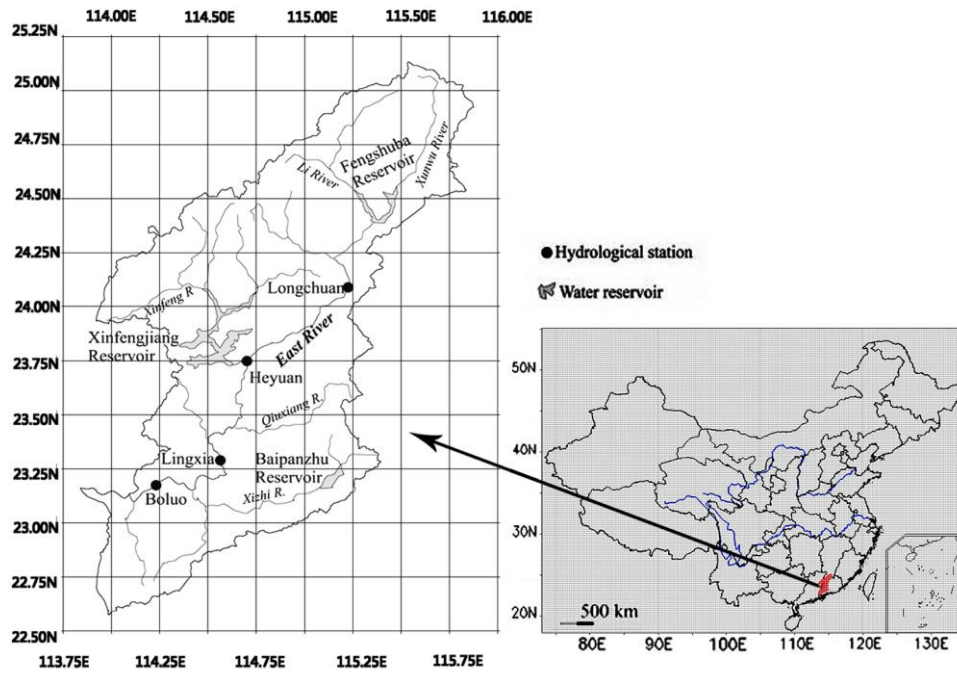 114.00E 114.50E 115.00E 115.50E 116.00E
25.25N
25.00N
24.75N
24.50N
24.25N
24.00N
23.75N
23.50N
23.25N
23.00N
22.75N
22.50N
113.75E 114.25E 114.75E 115.25E 115.75E
Fengshuba
Reservoir
Xunwu River
Li River
Longchuan
Xinfeng R
Xinfengjiang
Reservoir
East River
Heyuan
Qiuxiang R.
Lingxia
Baipanzhu
Reservoir
Boluo
Xizhi R.
Hydrological station
Water reservoir
50N
40N
30N
20N
500 km
80E 90E 100E 110E 120E 130E